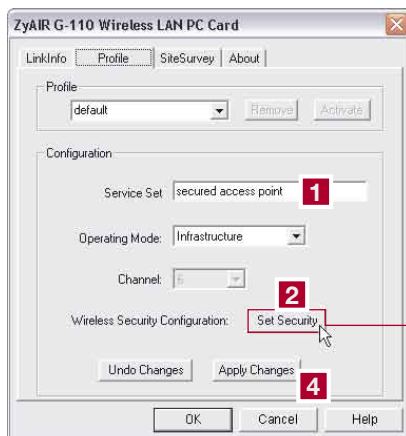 ZyAIR G-110 Wireless LAN PC Card
LinkInfo Profile SiteSurvey About
Profile
default Remove Activate
Configuration
Service Set secured access point 1
Operating Mode: Infrastructure
Channel: 6
2
Wireless Security Configuration: Set Security
Undo Changes Apply Changes
4
OK Cancel Help